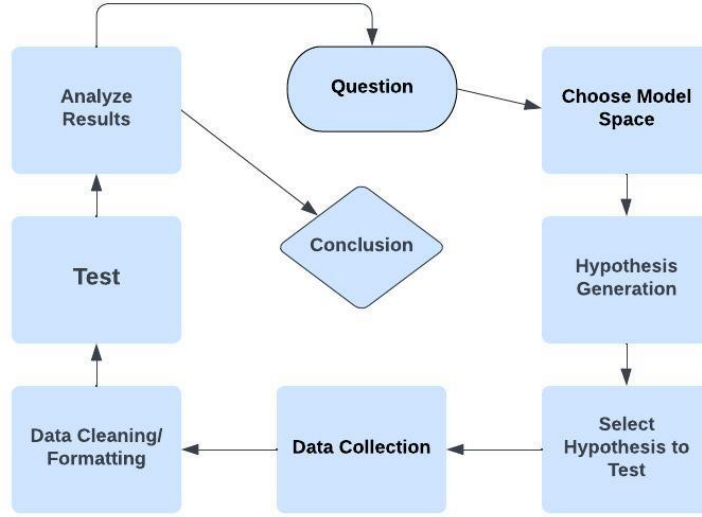 Question
Choose Model
Space
Hypothesis
Generation
Select
Hypothesis to
Test
Data Collection
Data Cleaning/
Formatting
Test
Analyze
Results
Conclusion